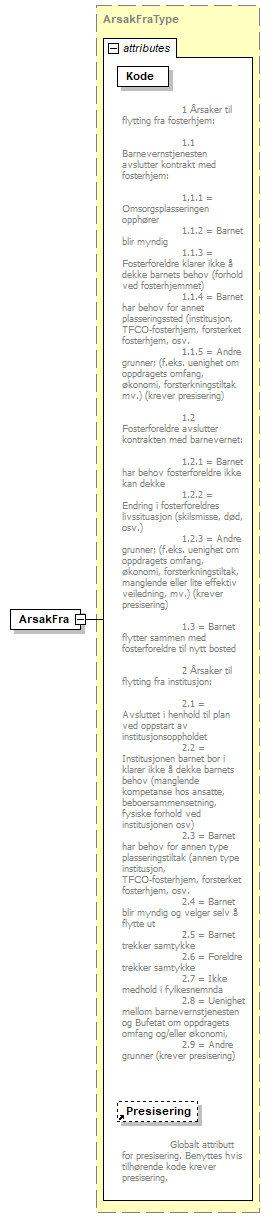 ArsakFraType
attributes
Kode
1 Årsaker til
flytting fra fosterhjem:
1.1
Barnevernstjenesten
avslutter kontrakt med
fosterhjem:
1.1.1 =
Omsorgsplasseringen
opphører
1.1.2 = Barnet
blir myndig
1.1.3 =
Fosterforeldre klarer ikke å
dekke barnets behov (forhold
ved fosterhjemmet)
1.1.4 = Barnet
har behov for annet
plasseringssted (institusjon,
TFCO-fosterhjem, forsterket
fosterhjem, osv.
1.1.5 = Andre
grunner; (f.eks. uenighet om
oppdragets omfang,
økonomi, forsterkningstiltak
mv.) (krever presisering)
1.2
Fosterforeldre avslutter
kontrakten med barnevernet:
1.2.1 = Barnet
har behov fosterforeldre ikke
kan dekke
1.2.2 =
Endring i fosterforeldres
livssituasjon (skilsmisse, død,
osv.)
1.2.3 = Andre
grunner; (f.eks. uenighet om
oppdragets omfang,
økonomi, forsterkningstiltak,
manglende eller lite effektiv
veiledning, mv.) (krever
presisering)
1.3 = Barnet
flytter sammen med
fosterforeldre til nytt bosted
2 Årsaker til
flytting fra institusjon:
2.1 =
Avsluttet i henhold til plan
ved oppstart av
institusjonsoppholdet
2.2 =
Institusjonen barnet bor i
klarer ikke å dekke barnets
behov (manglende
kompetanse hos ansatte,
beboersammensetning,
fysiske forhold ved
institusjonen osv)
2.3 = Barnet
har behov for annen type
plasseringstiltak (annen type
institusjon,
TFCO-fosterhjem, forsterket
fosterhjem, osv.
2.4 = Barnet
blir myndig og velger selv å
flytte ut
2.5 = Barnet
trekker samtykke
2.6 = Foreldre
trekker samtykke
2.7 = Ikke
medhold i fylkesnemnda
2.8 = Uenighet
mellom barnevernstjenesten
og Bufetat om oppdragets
omfang og/eller økonomi,
2.9 = Andre
grunner (krever presisering)
ArsakFra
Presisering
Globalt attributt
for presisering. Benyttes hvis
tilhørende kode krever
presisering.